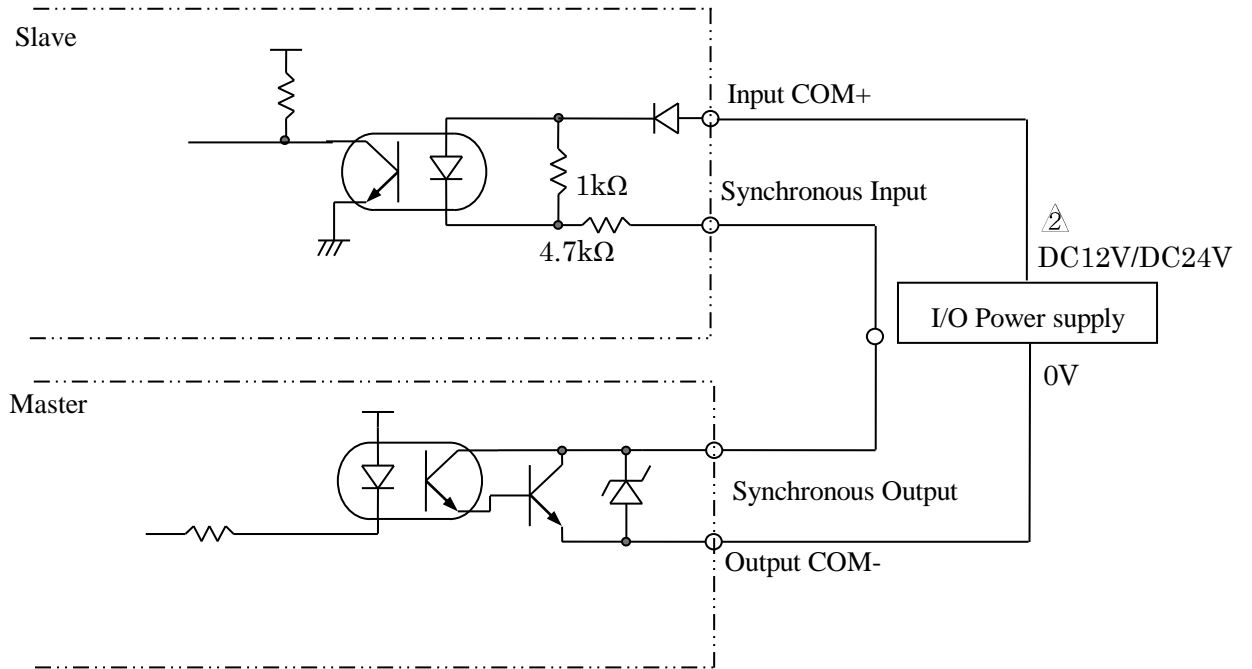 Slave
Input COM+
1kΩ
Synchronous Input
4.7kΩ
2
DC12V/DC24V
I/O Power supply
0V
Master
Synchronous Output
Output COM-